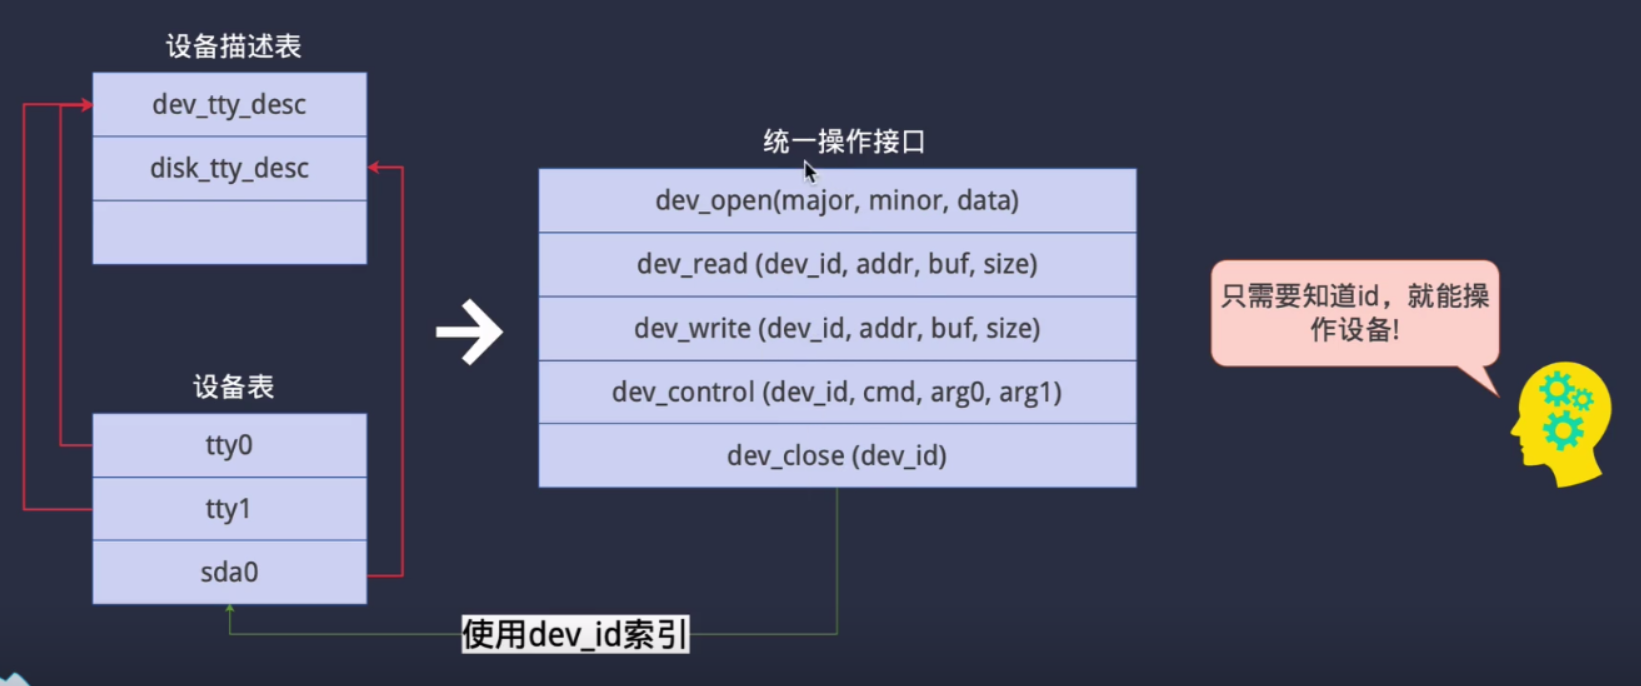 设备描述表
dev_tty_desc
disk_tty_desc
设备表
tty0
tty1
sda0
统一操作接口
dev_open(major, minor, data)
dev_read (dev_id, addr, buf, size)
dev_write (dev_id, addr, buf, size)
dev_control (dev_id, cmd, arg0, arg1)
dev_close (dev_id)
使用dev_id索引
只需要知道id，就能操
作设备!